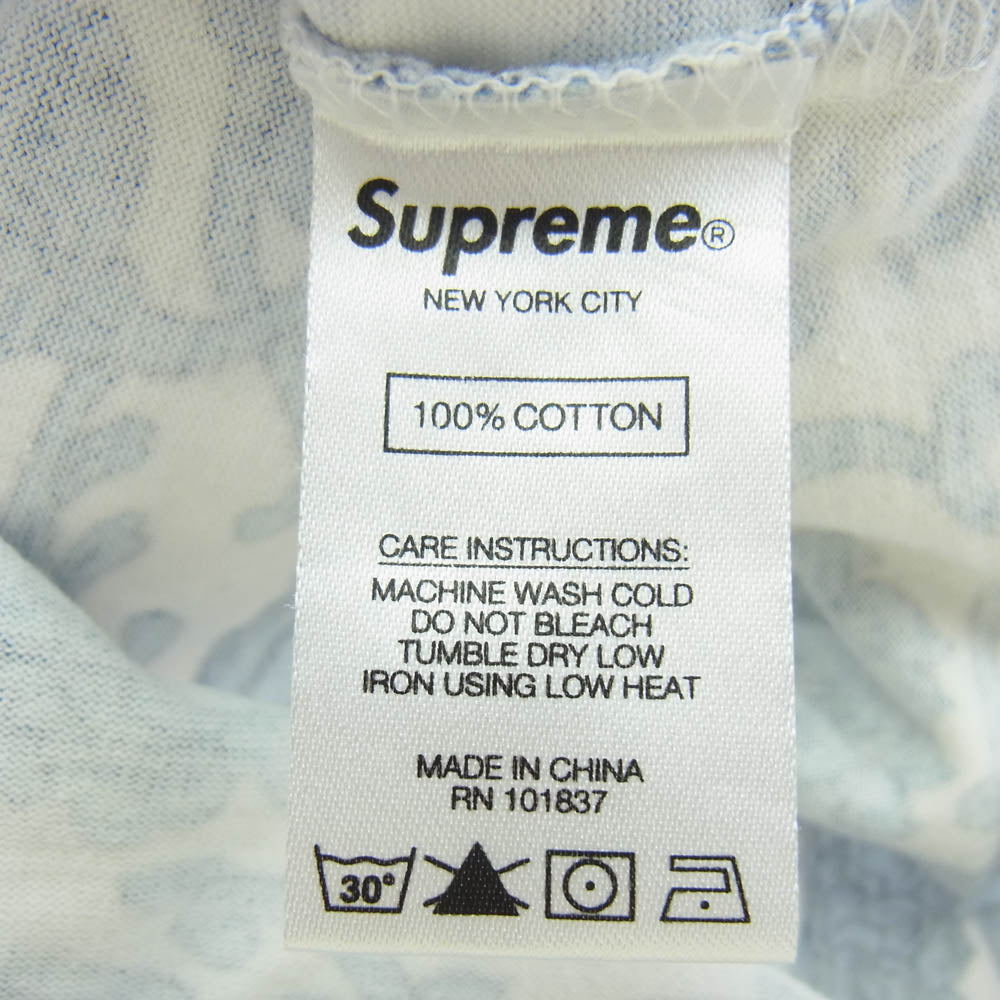 Supreme®
NEW YORK CITY
100% COTTON
CARE INSTRUCTIONS:
MACHINE WASH COLD
DO NOT BLEACH
TUMBLE DRY LOW
IRON USING LOW HEAT
MADE IN CHINA
RN 101837
30°